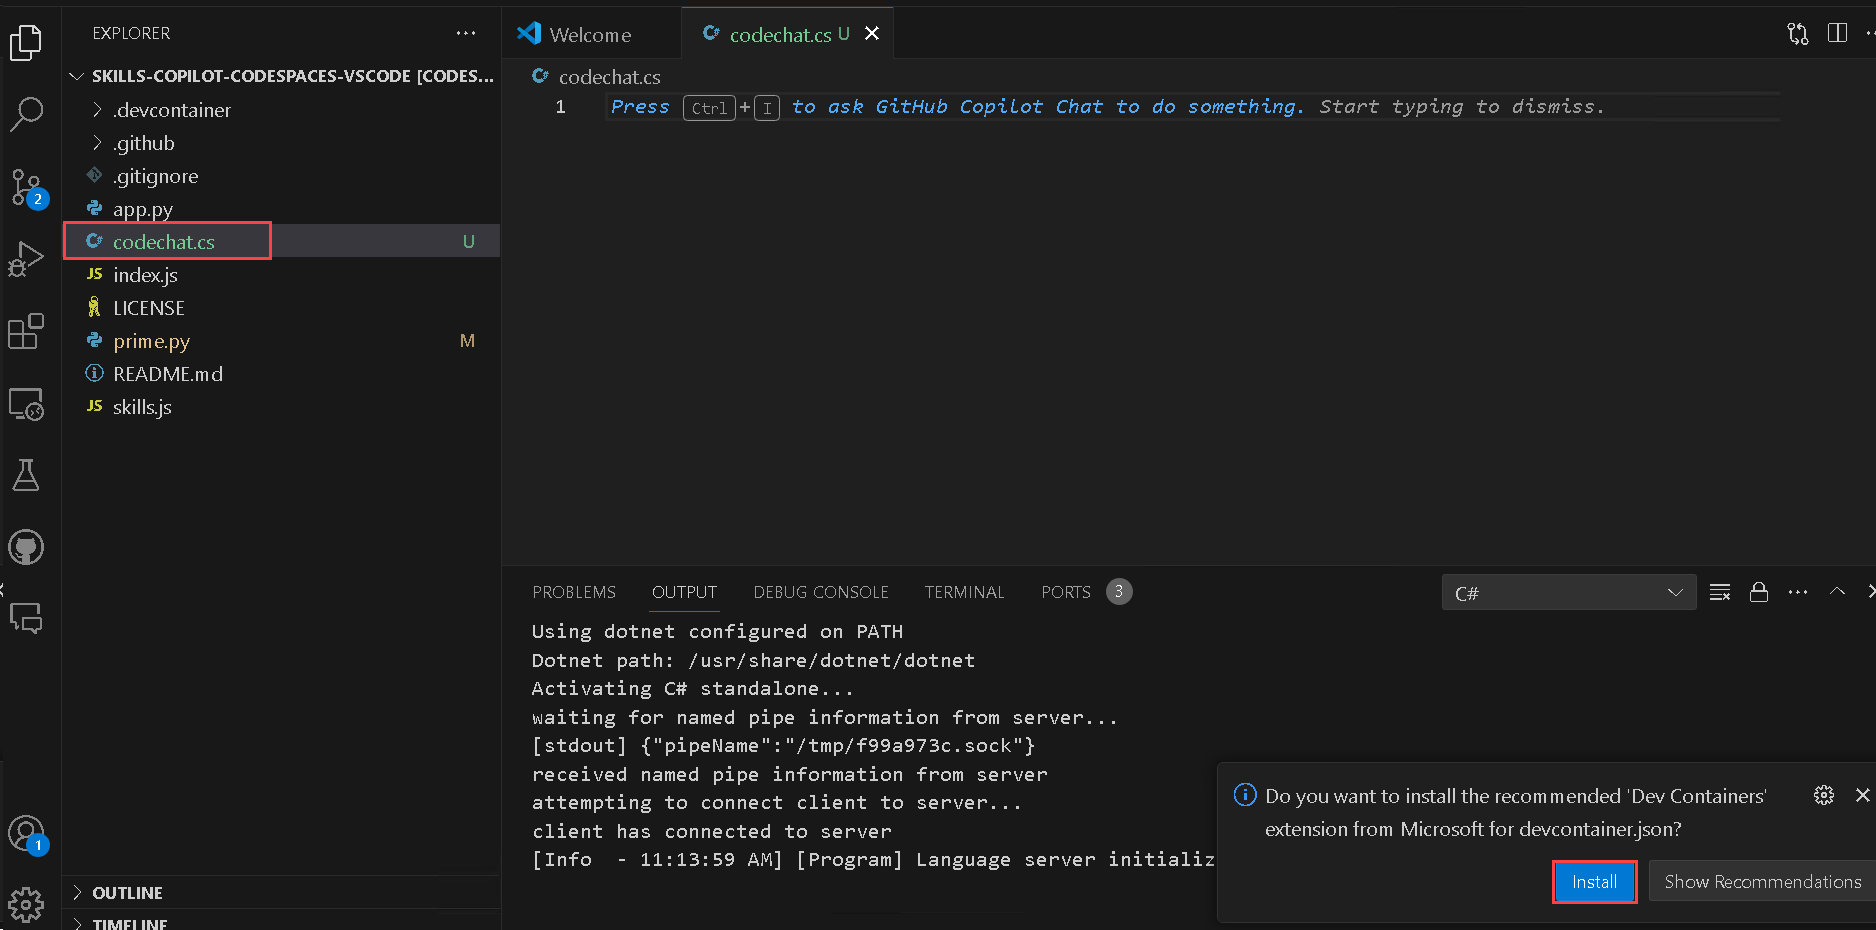 EXPLORER
SKILLS-COPILOT-CODESPACES-VSCODE [CODES...
.devcontainer
.github
.gitignore
app.py
codechat.cs U
JS index.js
LICENSE
prime.py M
README.md
JS skills.js
2
1
OUTLINE
TIMELINE
Welcome
codechat.cs U
codechat.cs
1 Press Ctrl+I to ask GitHub Copilot Chat to do something. Start typing to dismiss.
PROBLEMS OUTPUT DEBUG CONSOLE TERMINAL PORTS 3
C#
Using dotnet configured on PATH
Dotnet path: /usr/share/dotnet/dotnet
Activating C# standalone...
waiting for named pipe information from server...
[stdout] {"pipeName":"/tmp/f99a973c.sock"}
received named pipe information from server
attempting to connect client to server...
client has connected to server
[Info  - 11:13:59 AM] [Program] Language server initializ
Do you want to install the recommended 'Dev Containers'
extension from Microsoft for devcontainer.json?
Install Show Recommendations